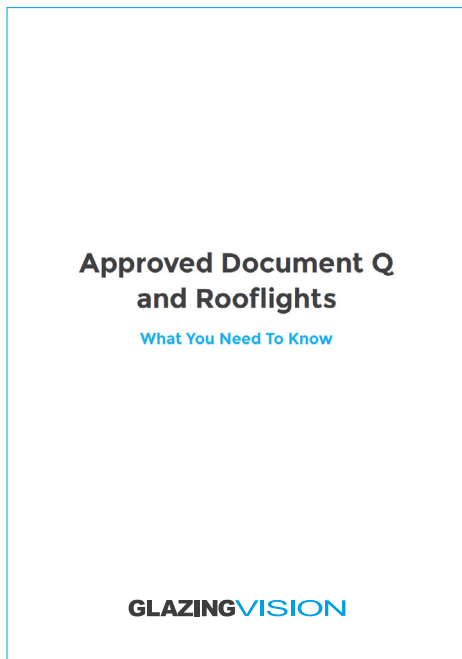 Approved Document Q
and Rooflights
What You Need To Know
GLAZINGVISION